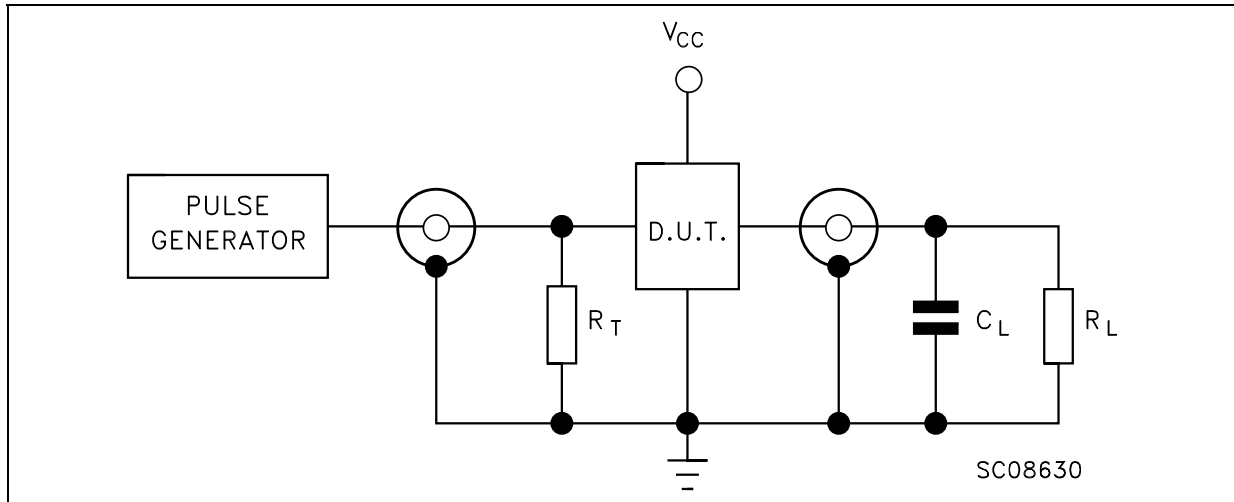 VCC
PULSE
GENERATOR
D.U.T.
RT
CL
RL
SC08630